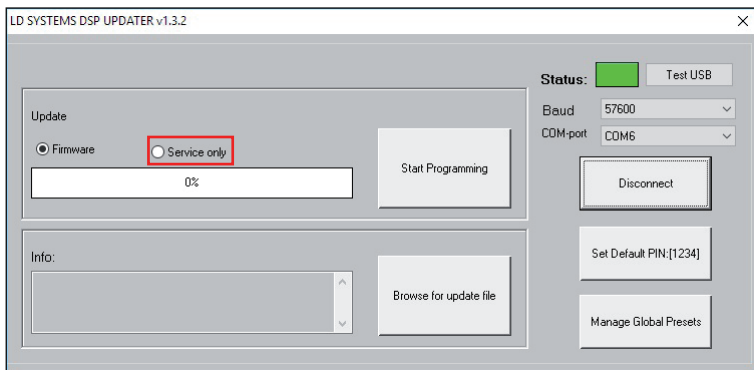 LD SYSTEMS DSP UPDATER v1.3.2
Status:
Test USB
Update
Baud
57600
Firmware
Service only
COM-port
COM6
0%
Start Programming
Disconnect
Info:
Browse for update file
Set Default PIN:[1234]
Manage Global Presets